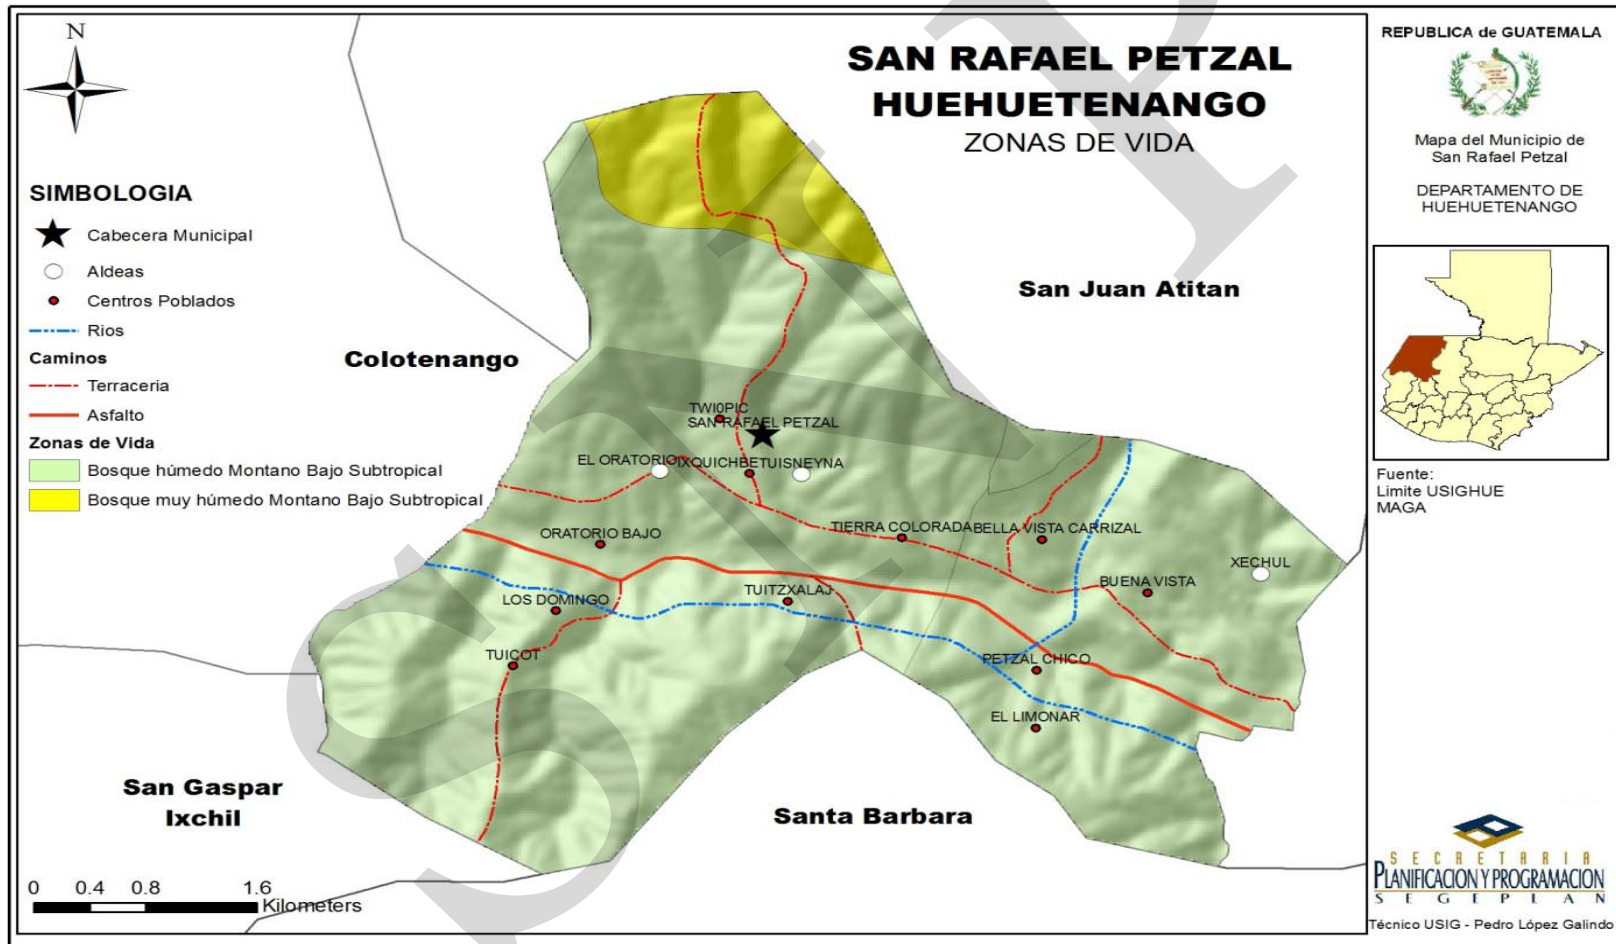 SAN RAFAEL PETZAL
HUEHUETENANGO
ZONAS DE VIDA
N
SIMBOLOGIA
Cabecera Municipal
Aldeas
Centros Poblados
Rios
Caminos
Terraceria
Asfalto
Zonas de Vida
Bosque húmedo Montano Bajo Subtropical
Bosque muy húmedo Montano Bajo Subtropical
Colotenango
San Juan Atitan
San Gaspar
Ixchil
Santa Barbara
TWI0PIC
SAN RAFAEL PETZAL
EL ORATORIO
IXQUICHBE
TUISNEYNA
ORATORIO BAJO
TIERRA COLORADA
BELLA VISTA CARRIZAL
XECHUL
BUENA VISTA
LOS DOMINGO
TUITZXALAJ
TUICOT
PETZAL CHICO
EL LIMONAR
0 0.4 0.8 1.6
Kilometers
REPUBLICA de GUATEMALA
Mapa del Municipio de
San Rafael Petzal
DEPARTAMENTO DE
HUEHUETENANGO
Fuente:
Limite USIGHUE
MAGA
SECRETARIA
PLANIFICACION Y PROGRAMACION
SEGEPLAN
Técnico USIG - Pedro López Galindo